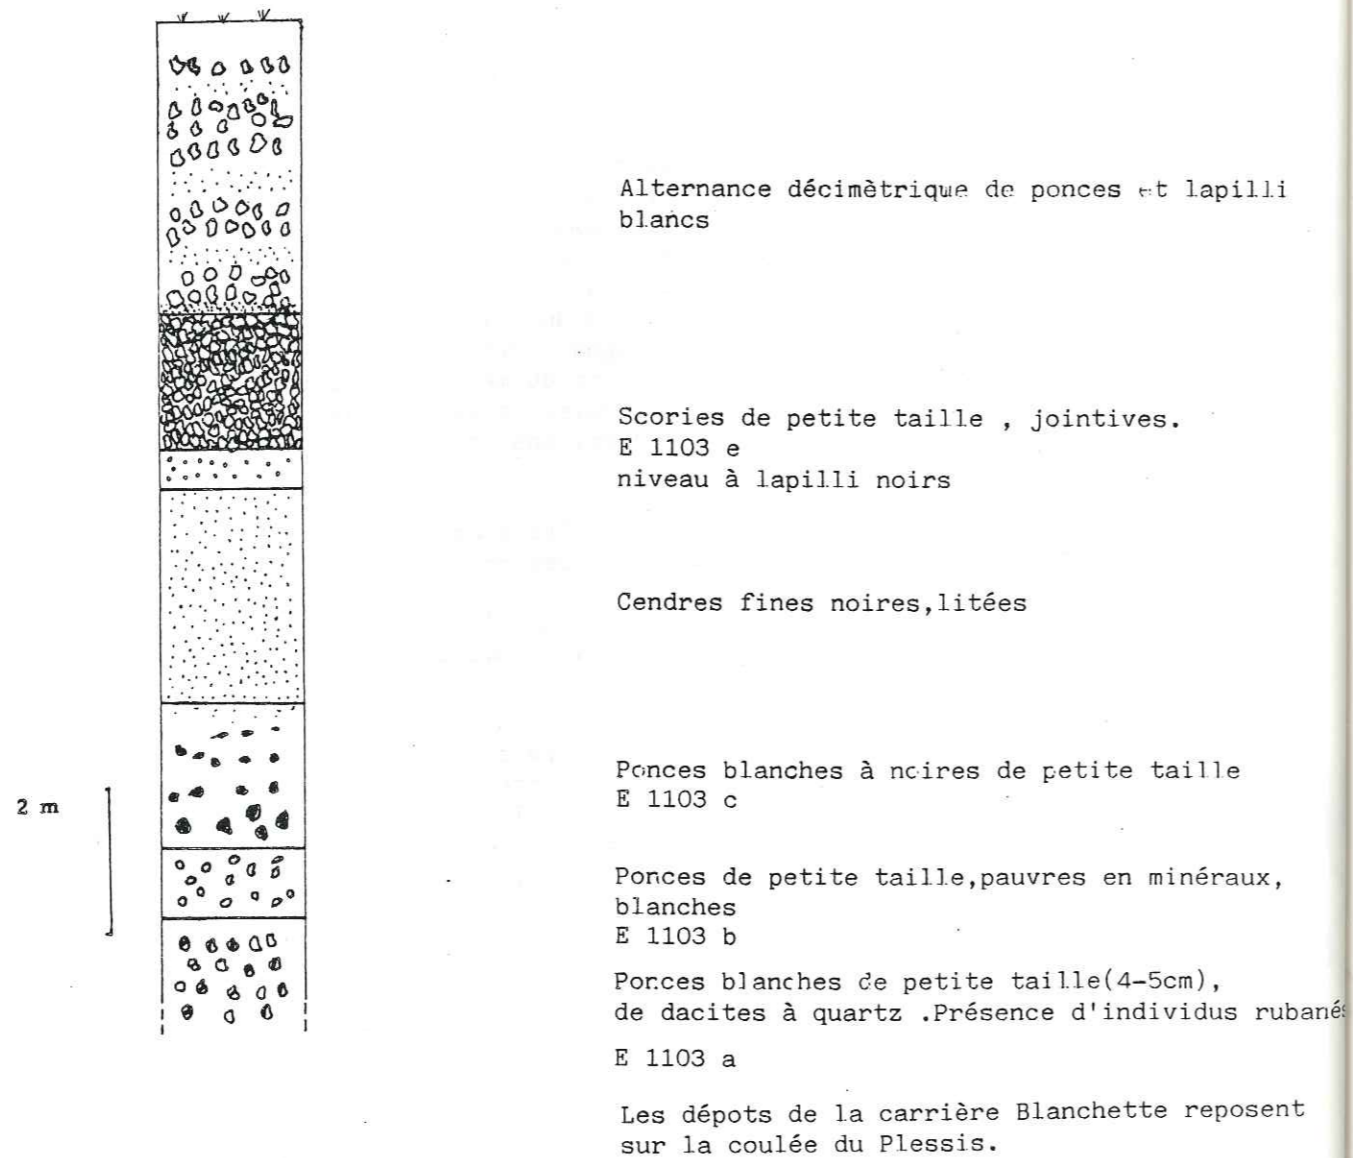 Alternance décimètrique de ponces et lapilli
blancs
Scories de petite taille , jointives.
E 1103 e
niveau à lapilli noirs
Cendres fines noires,litées
Ponces blanches à noires de petite taille
E 1103 c
2 m
Ponces de petite taille,pauvres en minéraux,
blanches
E 1103 b
Ponces blanches de petite taille(4-5cm),
de dacites à quartz .Présence d'individus rubanés
E 1103 a
Les dépots de la carrière Blanchette reposent
sur la coulée du Plessis.